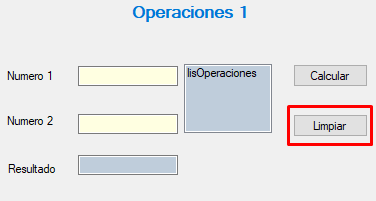 Operaciones 1
Numero 1
lisOperaciones
Calcular
Numero 2
Limpiar
Resultado